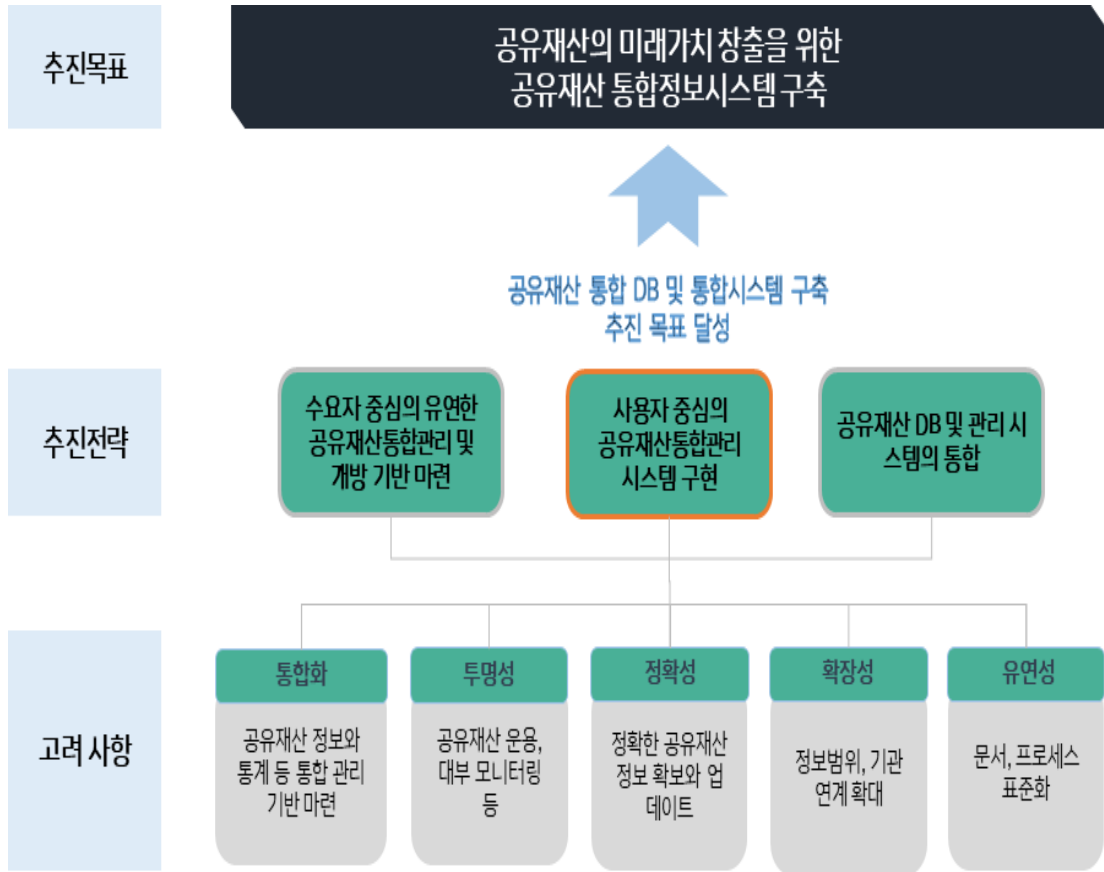 추진목표
공유재산의 미래가치 창출을 위한
공유재산 통합정보시스템 구축
공유재산 통합 DB 및 통합시스템 구축
추진 목표 달성
추진전략
수요자 중심의 유연한
공유재산통합관리 및
개방 기반 마련
사용자 중심의
공유재산통합관리
시스템 구현
공유재산 DB 및 관리 시
스템의 통합
고려 사항
통합화
공유재산 정보와
통계 등 통합 관리
기반 마련
투명성
공유재산 운용,
대부 모니터링
등
정확성
정확한 공유재산
정보 확보와 업
데이트
확장성
정보범위, 기관
연계 확대
유연성
문서, 프로세스
표준화